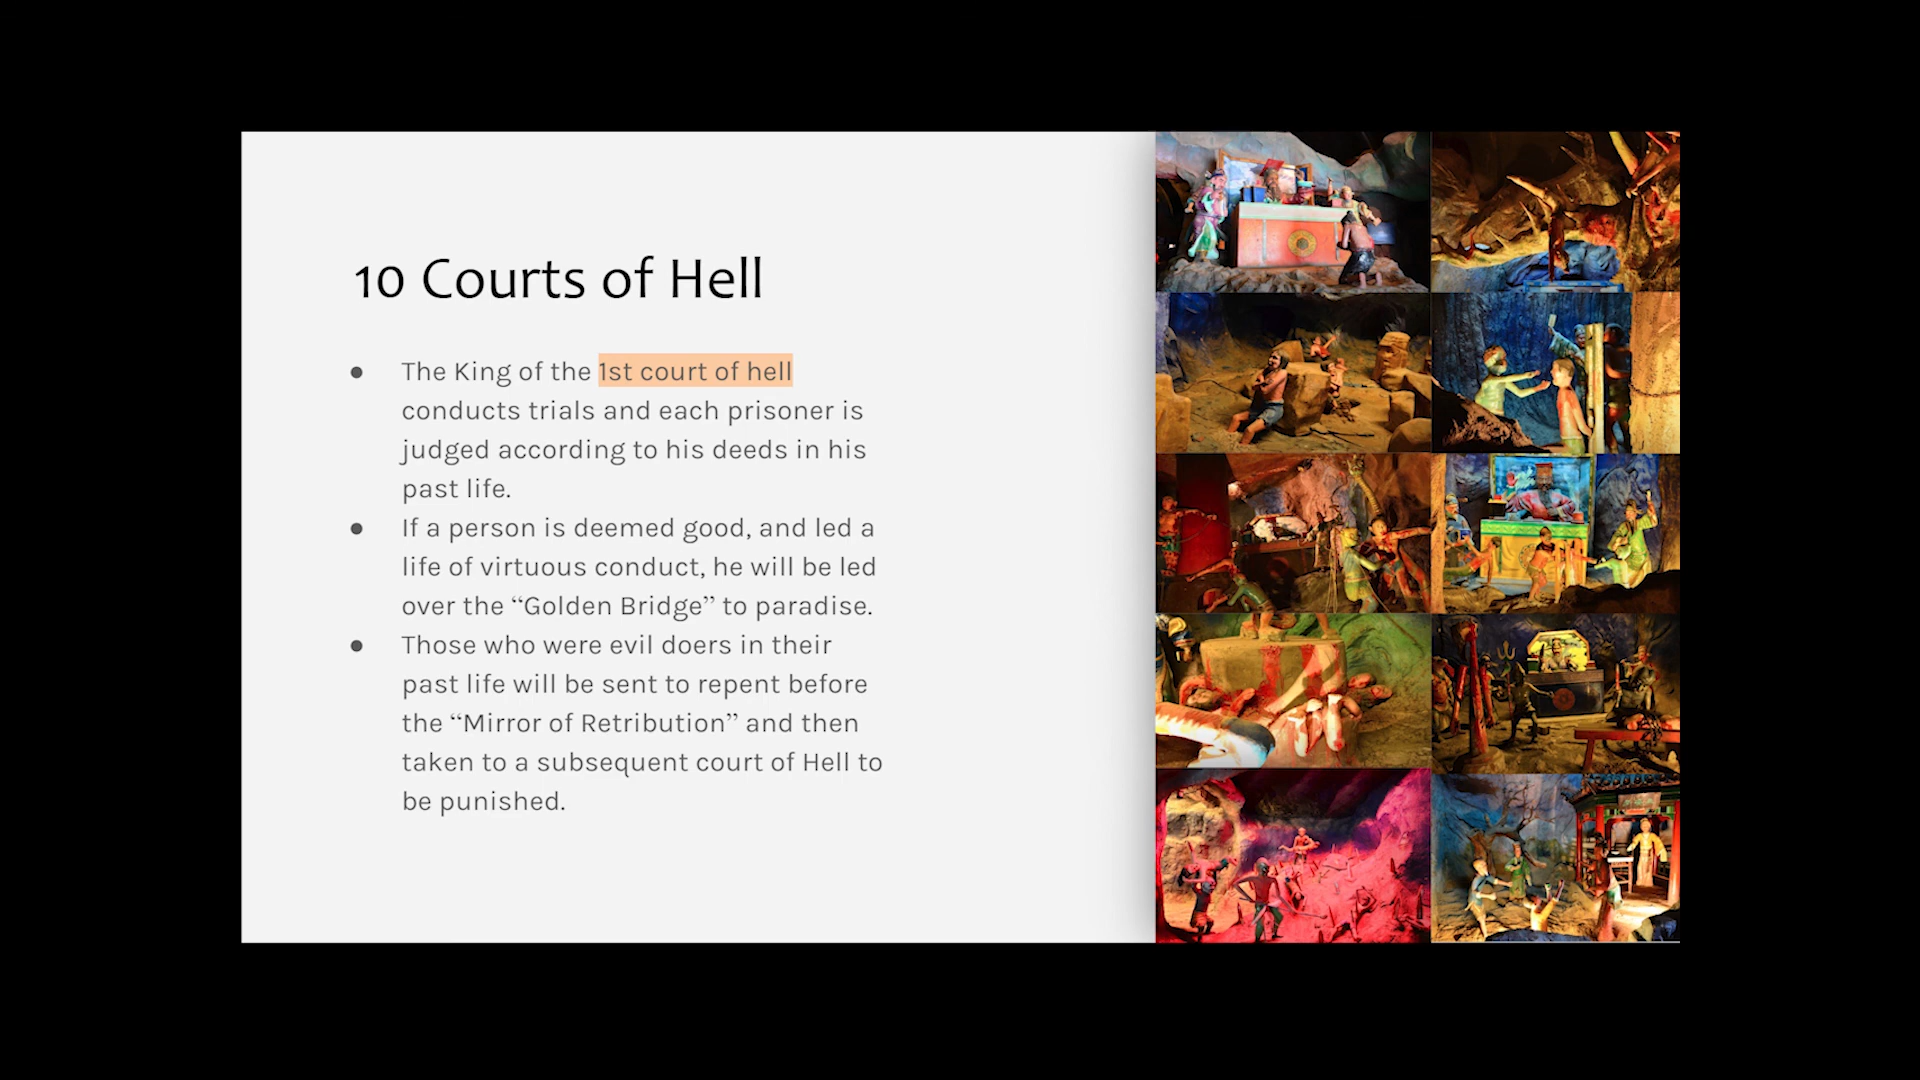 10 Courts of Hell
● The King of the 1st court of hell
conducts trials and each prisoner is
judged according to his deeds in his
past life.
● If a person is deemed good, and led a
life of virtuous conduct, he will be led
over the “Golden Bridge” to paradise.
● Those who were evil doers in their
past life will be sent to repent before
the “Mirror of Retribution” and then
taken to a subsequent court of Hell to
be punished.